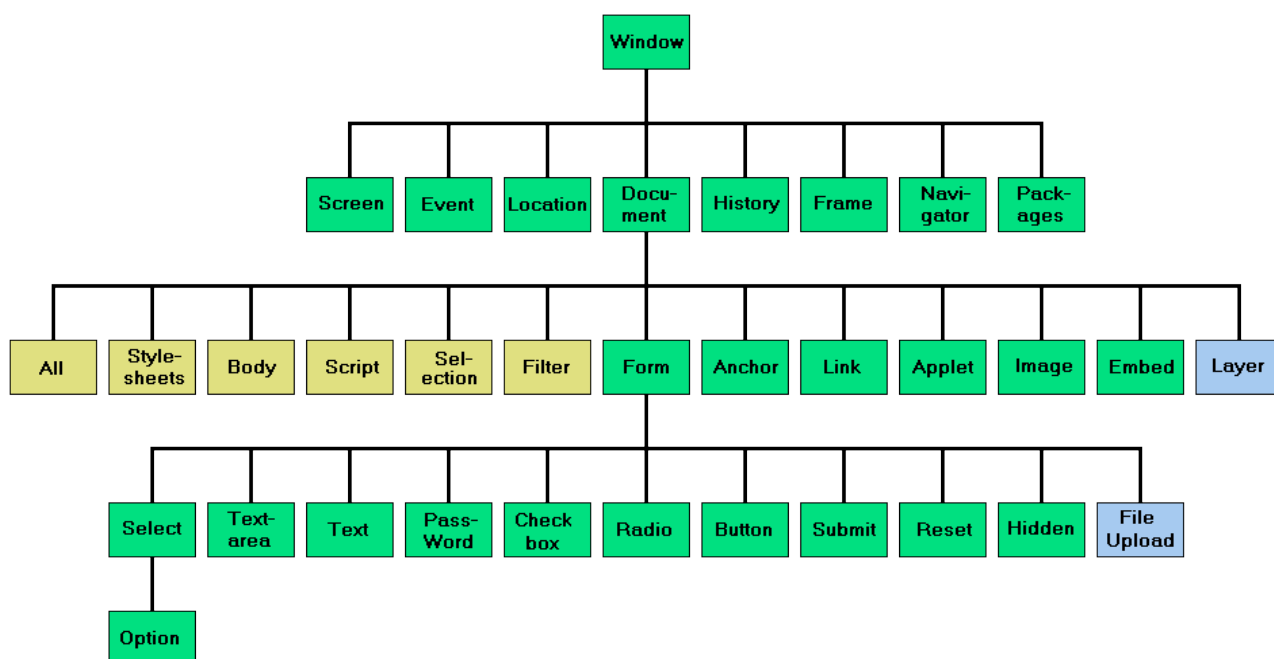 Window
Screen
Event
Location
Docu-
ment
History
Frame
Navi-
gator
Pack-
ages
All
Style-
sheets
Body
Script
Sel-
ection
Filter
Form
Anchor
Link
Applet
Image
Embed
Layer
Select
Text-
area
Text
Pass-
Word
Check
box
Radio
Button
Submit
Reset
Hidden
File
Upload
Option